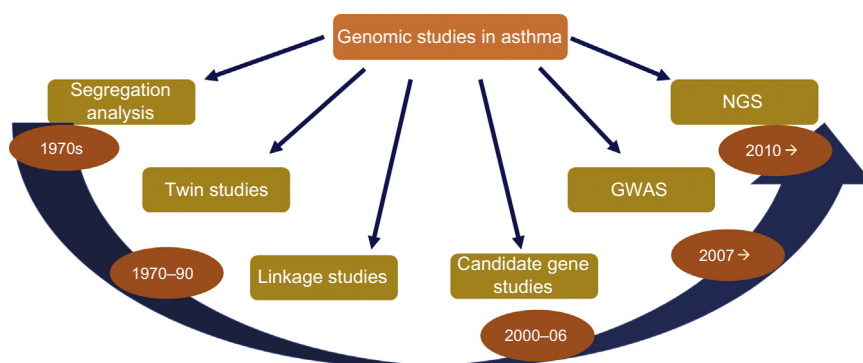 Genomic studies in asthma
Segregation
analysis
NGS
1970s
2010 →
Twin studies
GWAS
1970–90
Linkage studies
Candidate gene
studies
2007 →
2000–06